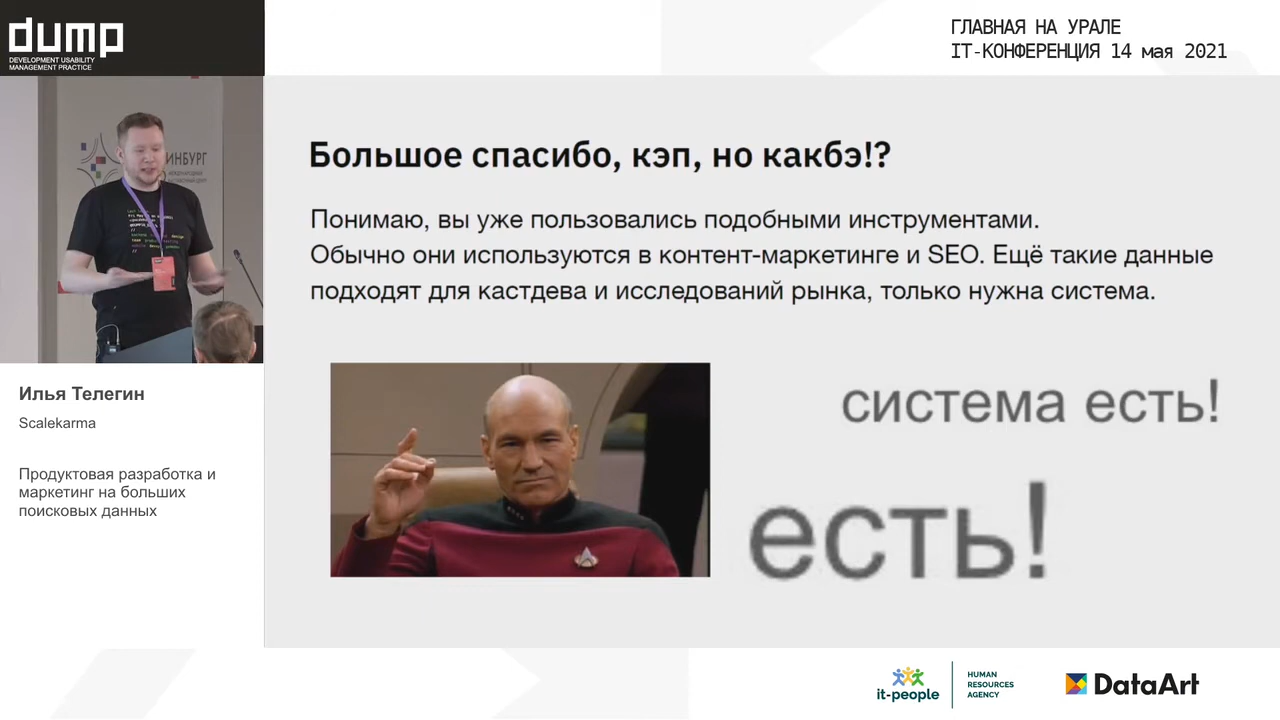 dump
DEVELOPMENT USABILITY
MANAGEMENT PRACTICE
ГЛАВНАЯ НА УРАЛЕ
IT-КОНФЕРЕНЦИЯ 14 мая 2021
ИНБУРГ
Илья Телегин
Scalekarma
Продуктовая разработка и
маркетинг на больших
поисковых данных
Большое спасибо, кэп, но какбэ!?
Понимаю, вы уже пользовались подобными инструментами.
Обычно они используются в контент-маркетинге и SEO. Ещё такие данные
подходят для кастдева и исследований рынка, только нужна система.
система есть!
есть!
it-people
HUMAN
RESOURCES
AGENCY
DataArt